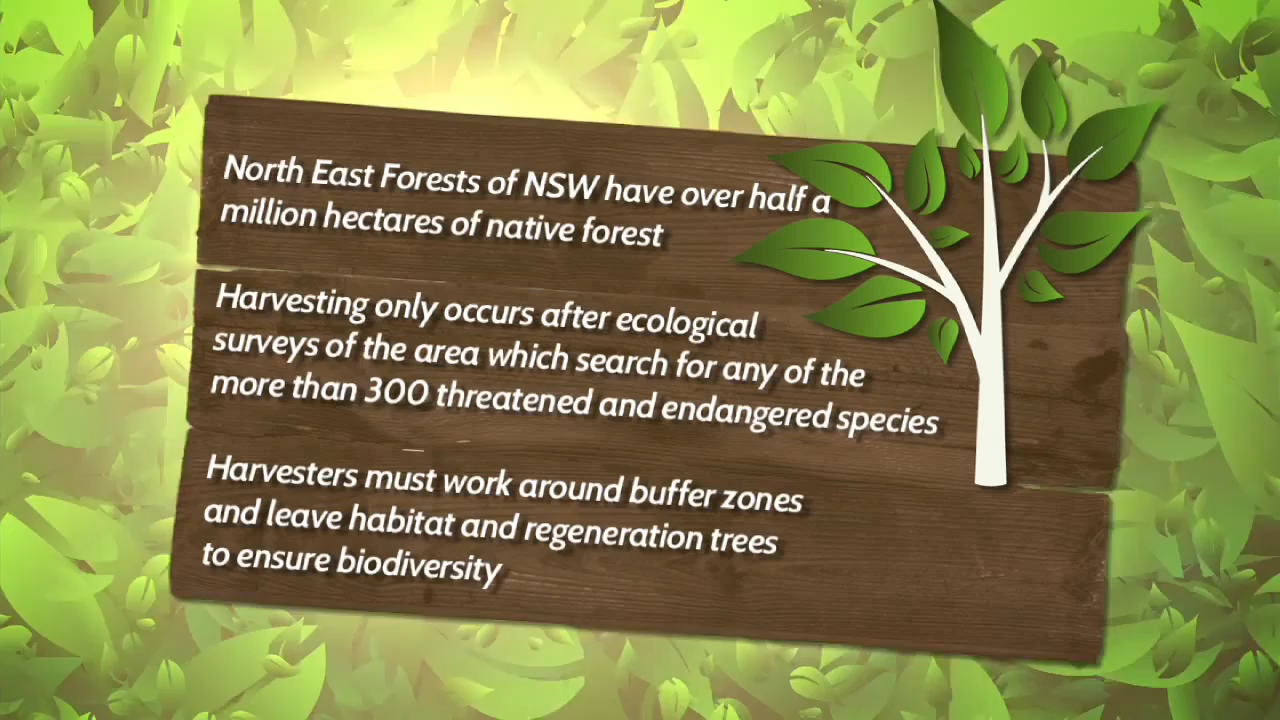 North East Forests of NSW have over half a
million hectares of native forest
Harvesting only occurs after ecological
surveys of the area which search for any of the
more than 300 threatened and endangered species
Harvesters must work around buffer zones
and leave habitat and regeneration trees
to ensure biodiversity